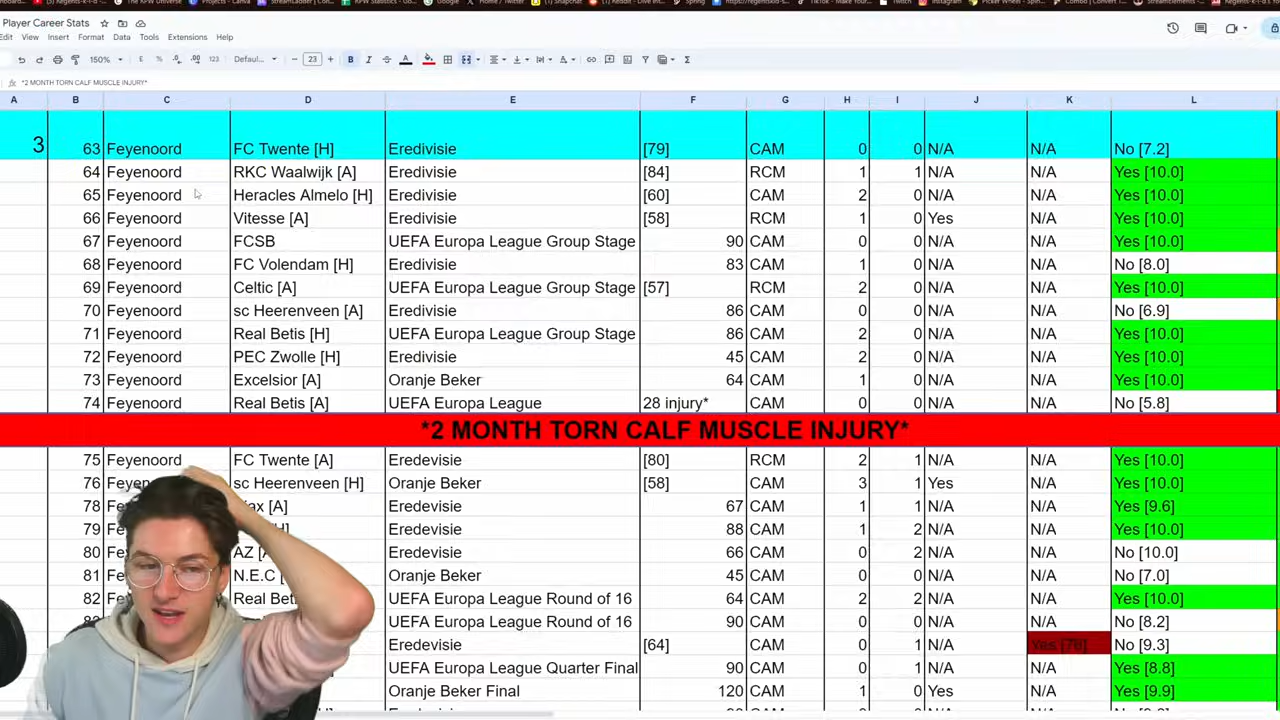 Player Career Stats
Edit View Insert Format Data Tools Extensions Help
150% £ % .0 .00 123 Defaul... − 23 + B I
fx *2 MONTH TORN CALF MUSCLE INJURY*
A B C D E F G H I J K L
3 63 Feyenoord FC Twente [H] Eredivisie [79] CAM 0 0 N/A N/A No [7.2]
64 Feyenoord RKC Waalwijk [A] Eredivisie [84] RCM 1 1 N/A N/A Yes [10.0]
65 Feyenoord Heracles Almelo [H] Eredivisie [60] CAM 2 0 N/A N/A Yes [10.0]
66 Feyenoord Vitesse [A] Eredivisie [58] RCM 1 0 Yes N/A Yes [10.0]
67 Feyenoord FCSB UEFA Europa League Group Stage 90 CAM 0 0 N/A N/A Yes [10.0]
68 Feyenoord FC Volendam [H] Eredivisie 83 CAM 1 0 N/A N/A No [8.0]
69 Feyenoord Celtic [A] UEFA Europa League Group Stage [57] RCM 2 0 N/A N/A Yes [10.0]
70 Feyenoord sc Heerenveen [A] Eredivisie 86 CAM 0 0 N/A N/A No [6.9]
71 Feyenoord Real Betis [H] UEFA Europa League Group Stage 86 CAM 2 0 N/A N/A Yes [10.0]
72 Feyenoord PEC Zwolle [H] Eredivisie 45 CAM 2 0 N/A N/A Yes [10.0]
73 Feyenoord Excelsior [A] Oranje Beker 64 CAM 1 0 N/A N/A Yes [10.0]
74 Feyenoord Real Betis [A] UEFA Europa League 28 injury* CAM 0 0 N/A N/A No [5.8]
*2 MONTH TORN CALF MUSCLE INJURY*
75 Feyenoord FC Twente [A] Eredevisie [80] RCM 2 1 N/A N/A Yes [10.0]
76 Feyenoord sc Heerenveen [H] Oranje Beker [58] CAM 3 1 Yes N/A Yes [10.0]
78 [A] Eredevisie 67 CAM 1 1 N/A N/A Yes [9.6]
79 Eredevisie 88 CAM 1 2 N/A N/A Yes [10.0]
80 AZ Eredevisie 66 CAM 0 2 N/A N/A No [10.0]
81 N.E.C Oranje Beker 45 CAM 0 0 N/A N/A No [7.0]
82 Real UEFA Europa League Round of 16 64 CAM 2 2 N/A N/A Yes [10.0]
UEFA Europa League Round of 16 90 CAM 0 0 N/A N/A No [8.2]
Eredevisie [64] CAM 0 1 N/A Yes [76] No [9.3]
UEFA Europa League Quarter Final 90 CAM 0 1 N/A N/A Yes [8.8]
Oranje Beker Final 120 CAM 1 0 Yes N/A Yes [9.9]